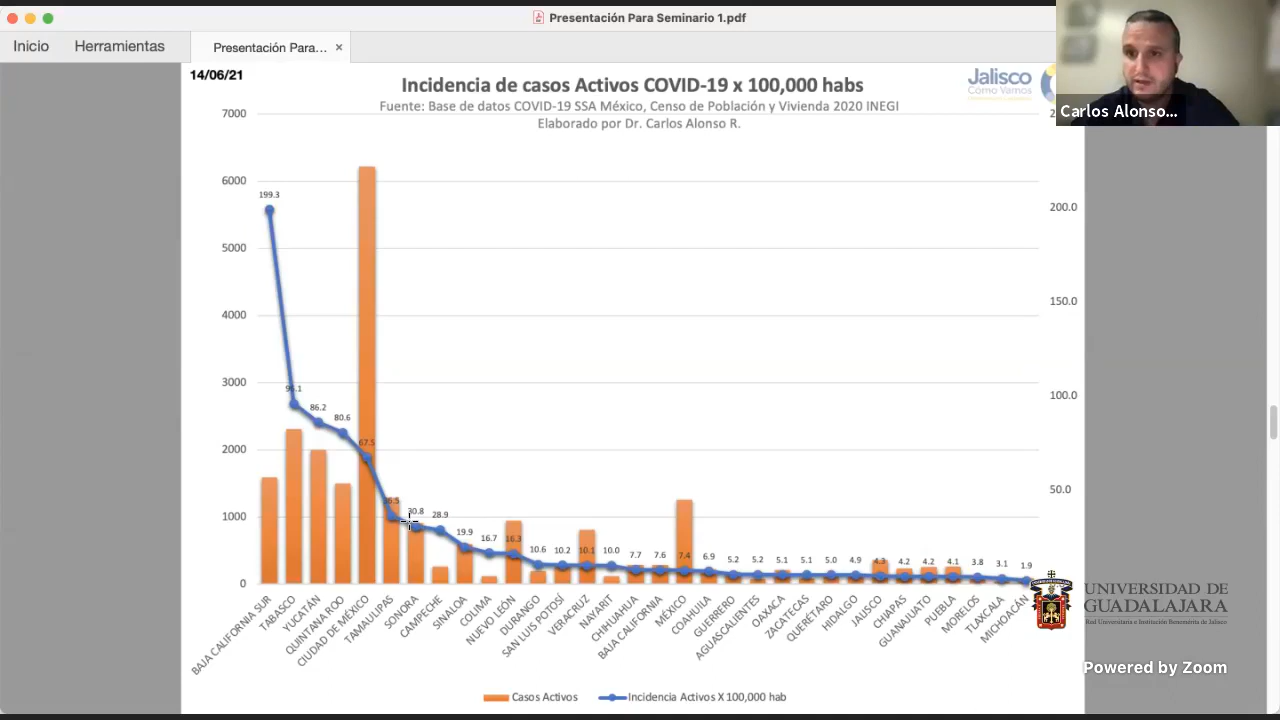 Presentación Para Seminario 1.pdf
Inicio
Herramientas
Presentación Para... ×
14/06/21
Incidencia de casos Activos COVID-19 x 100,000 habs
Fuente: Base de datos COVID-19 SSA México, Censo de Población y Vivienda 2020 INEGI
Elaborado por Dr. Carlos Alonso R.
Jalisco
Cómo Vamos
Carlos Alonso...
7000
6000
5000
4000
3000
2000
1000
0
200.0
150.0
100.0
50.0
199.3
86.2
80.6
67.5
30.8
28.9
19.9
16.7
16.3
10.6
10.2
10.1
10.0
7.7
7.6
7.4
6.9
5.2
5.2
5.1
5.1
5.0
4.9
4.3
4.2
4.2
4.1
3.8
3.1
1.9
BAJA CALIFORNIA SUR
TABASCO
YUCATÁN
QUINTANA ROO
CIUDAD DE MÉXICO
TAMAULIPAS
SONORA
CAMPECHE
SINALOA
COLIMA
NUEVO LEÓN
DURANGO
SAN LUIS POTOSÍ
VERACRUZ
NAYARIT
CHIHUAHUA
BAJA CALIFORNIA
MÉXICO
COAHUILA
GUERRERO
AGUASCALIENTES
OAXACA
ZACATECAS
QUERETARO
HIDALGO
JALISCO
CHIAPAS
GUANAJUATO
PUEBLA
MORELOS
TLAXCALA
MICHOACÁN
Casos Activos
Incidencia Activos X 100,000 hab
UNIVERSIDAD DE
GUADALAJARA
Red Universitaria e Institución Benemérita de Jalisco
Powered by Zoom